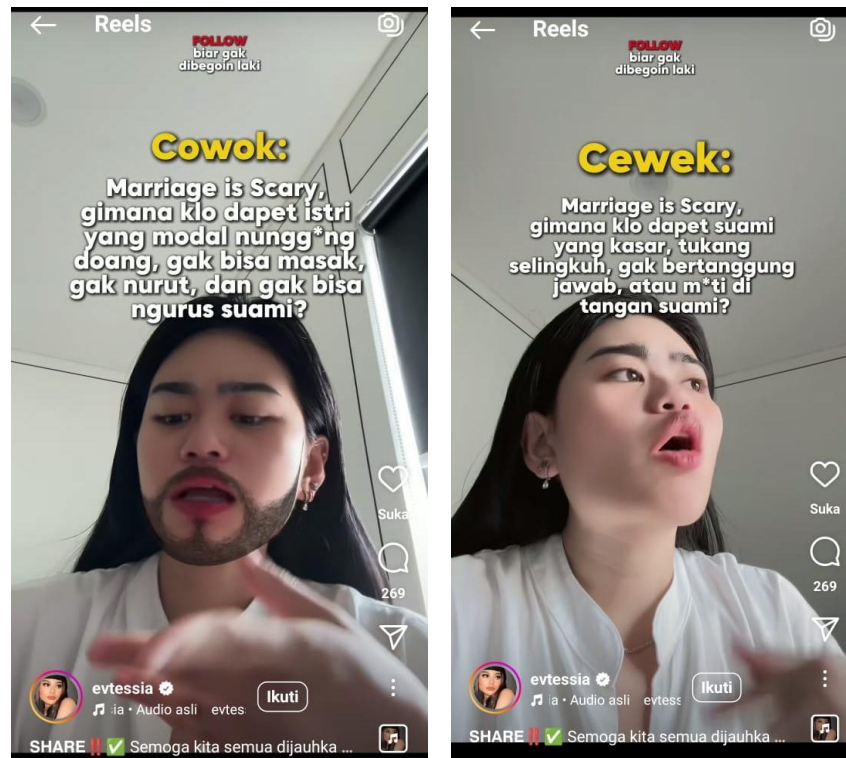 Reels
FOLLOW
biar gak
dibegoin laki
Cowok:
Marriage is Scary,
gimana klo dapet istri
yang modal nungg*ng
doang, gak bisa masak,
gak nurut, dan gak bisa
ngurus suami?
Suka
269
evtessia
Ikuti
ia • Audio asli evtes
SHARE‼️✅ Semoga kita semua dijauhka ...
Reels
FOLLOW
biar gak
dibegoin laki
Cewek:
Marriage is Scary,
gimana klo dapet suami
yang kasar, tukang
selingkuh, gak bertanggung
jawab, atau m*ti di
tangan suami?
Suka
269
evtessia
Ikuti
ia • Audio asli evtess
SHARE‼️✅ Semoga kita semua dijauhka ...